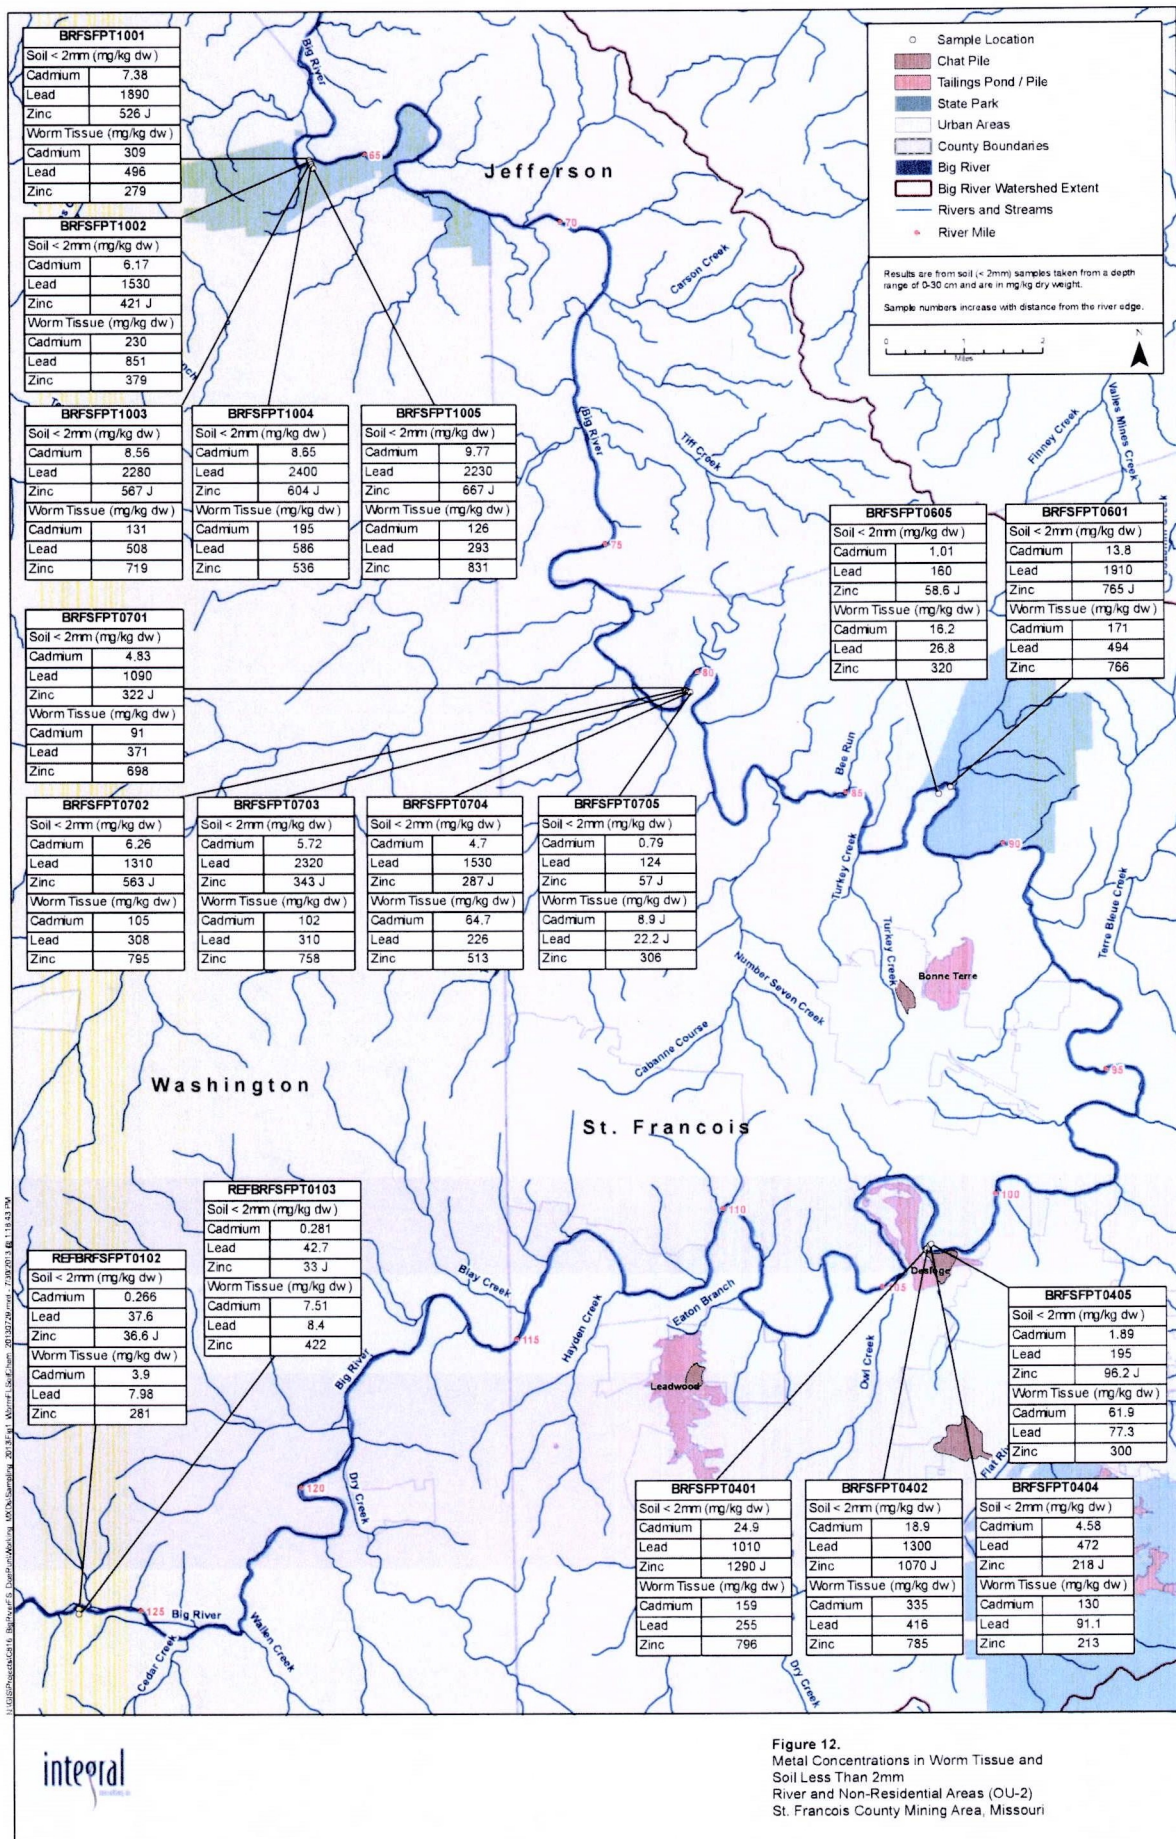 BRFSFPT1001
Soil < 2mm (mg/kg dw)
Cadmium 7.38
Lead 1890
Zinc 526 J
Worm Tissue (mg/kg dw)
Cadmium 309
Lead 496
Zinc 279
BRFSFPT1002
Soil < 2mm (mg/kg dw)
Cadmium 6.17
Lead 1530
Zinc 421 J
Worm Tissue (mg/kg dw)
Cadmium 230
Lead 851
Zinc 379
BRFSFPT1003
Soil < 2mm (mg/kg dw)
Cadmium 8.56
Lead 2280
Zinc 567 J
Worm Tissue (mg/kg dw)
Cadmium 131
Lead 508
Zinc 719
BRFSFPT1004
Soil < 2mm (mg/kg dw)
Cadmium 8.65
Lead 2400
Zinc 604 J
Worm Tissue (mg/kg dw)
Cadmium 195
Lead 586
Zinc 536
BRFSFPT1005
Soil < 2mm (mg/kg dw)
Cadmium 9.77
Lead 2230
Zinc 667 J
Worm Tissue (mg/kg dw)
Cadmium 126
Lead 293
Zinc 831
Sample Location
Chat Pile
Tailings Pond / Pile
State Park
Urban Areas
County Boundaries
Big River
Big River Watershed Extent
Rivers and Streams
River Mile
Results are from soil (< 2mm) samples taken from a depth
range of 0-30 cm and are in mg/kg dry weight.
Sample numbers increase with distance from the river edge.
0 1 2
Miles
N
Big River
65
Jefferson
70
Carson Creek
Big River
Tiff Creek
Finney Creek
Valles Mines Creek
75
BRFSFPT0605
Soil < 2mm (mg/kg dw)
Cadmium 1.01
Lead 160
Zinc 58.6 J
Worm Tissue (mg/kg dw)
Cadmium 16.2
Lead 26.8
Zinc 320
BRFSFPT0601
Soil < 2mm (mg/kg dw)
Cadmium 13.8
Lead 1910
Zinc 765 J
Worm Tissue (mg/kg dw)
Cadmium 171
Lead 494
Zinc 766
BRFSFPT0701
Soil < 2mm (mg/kg dw)
Cadmium 4.83
Lead 1090
Zinc 322 J
Worm Tissue (mg/kg dw)
Cadmium 91
Lead 371
Zinc 698
80
Bee Run
85
90
BRFSFPT0702
Soil < 2mm (mg/kg dw)
Cadmium 6.26
Lead 1310
Zinc 563 J
Worm Tissue (mg/kg dw)
Cadmium 105
Lead 308
Zinc 795
BRFSFPT0703
Soil < 2mm (mg/kg dw)
Cadmium 5.72
Lead 2320
Zinc 343 J
Worm Tissue (mg/kg dw)
Cadmium 102
Lead 310
Zinc 758
BRFSFPT0704
Soil < 2mm (mg/kg dw)
Cadmium 4.7
Lead 1530
Zinc 287 J
Worm Tissue (mg/kg dw)
Cadmium 64.7
Lead 226
Zinc 513
BRFSFPT0705
Soil < 2mm (mg/kg dw)
Cadmium 0.79
Lead 124
Zinc 57 J
Worm Tissue (mg/kg dw)
Cadmium 8.9 J
Lead 22.2 J
Zinc 306
Turkey Creek
Turkey Creek
Terre Bleue Creek
Bonne Terre
Number Seven Creek
Cabanne Course
95
Washington
St. Francois
REFBRFSFPT0103
Soil < 2mm (mg/kg dw)
Cadmium 0.281
Lead 42.7
Zinc 33 J
Worm Tissue (mg/kg dw)
Cadmium 7.51
Lead 8.4
Zinc 422
REFBRFSFPT0102
Soil < 2mm (mg/kg dw)
Cadmium 0.266
Lead 37.6
Zinc 36.6 J
Worm Tissue (mg/kg dw)
Cadmium 3.9
Lead 7.98
Zinc 281
100
110
Blay Creek
Hayden Creek
Eaton Branch
Desloge
105
115
Big River
Owl Creek
Leadwood
BRFSFPT0405
Soil < 2mm (mg/kg dw)
Cadmium 1.89
Lead 195
Zinc 96.2 J
Worm Tissue (mg/kg dw)
Cadmium 61.9
Lead 77.3
Zinc 300
120
Dry Creek
BRFSFPT0401
Soil < 2mm (mg/kg dw)
Cadmium 24.9
Lead 1010
Zinc 1290 J
Worm Tissue (mg/kg dw)
Cadmium 159
Lead 255
Zinc 796
BRFSFPT0402
Soil < 2mm (mg/kg dw)
Cadmium 18.9
Lead 1300
Zinc 1070 J
Worm Tissue (mg/kg dw)
Cadmium 335
Lead 416
Zinc 785
BRFSFPT0404
Soil < 2mm (mg/kg dw)
Cadmium 4.58
Lead 472
Zinc 218 J
Worm Tissue (mg/kg dw)
Cadmium 130
Lead 91.1
Zinc 213
125
Big River
Cedar Creek
Wallen Creek
Dry Creek
integral
Figure 12.
Metal Concentrations in Worm Tissue and
Soil Less Than 2mm
River and Non-Residential Areas (OU-2)
St. Francois County Mining Area, Missouri